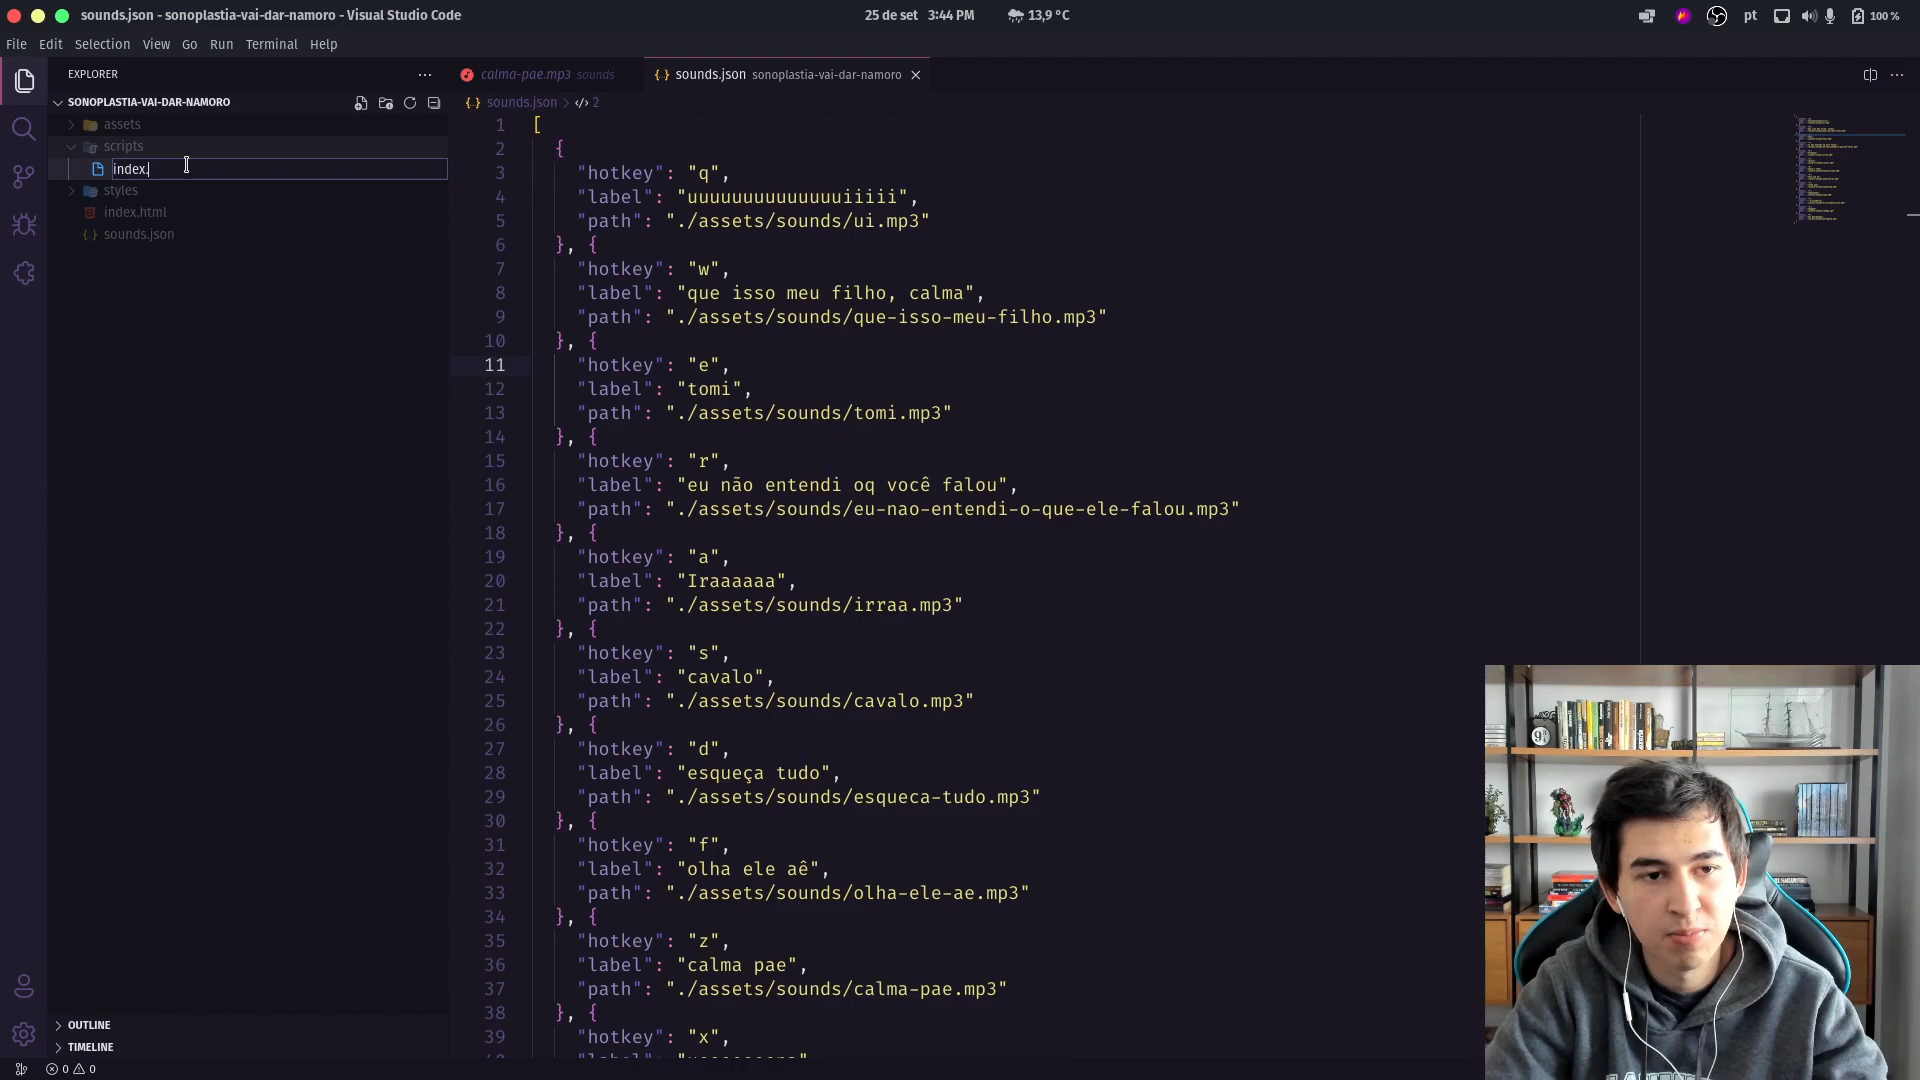 sounds.json - sonoplastia-vai-dar-namoro - Visual Studio Code
25 de set 3:44 PM
13,9 °C
pt
100 %
File Edit Selection View Go Run Terminal Help
EXPLORER
calma-pae.mp3 sounds
sounds.json sonoplastia-vai-dar-namoro
SONOPLASTIA-VAI-DAR-NAMORO
sounds.json > 2
assets
scripts
index.
styles
index.html
sounds.json
1 [
2 {
3 "hotkey": "q",
4 "label": "uuuuuuuuuuuuuuiiiii",
5 "path": "./assets/sounds/ui.mp3"
6 }, {
7 "hotkey": "w",
8 "label": "que isso meu filho, calma",
9 "path": "./assets/sounds/que-isso-meu-filho.mp3"
10 }, {
11 "hotkey": "e",
12 "label": "tomi",
13 "path": "./assets/sounds/tomi.mp3"
14 }, {
15 "hotkey": "r",
16 "label": "eu não entendi oq você falou",
17 "path": "./assets/sounds/eu-nao-entendi-o-que-ele-falou.mp3"
18 }, {
19 "hotkey": "a",
20 "label": "Iraaaaaa",
21 "path": "./assets/sounds/irraa.mp3"
22 }, {
23 "hotkey": "s",
24 "label": "cavalo",
25 "path": "./assets/sounds/cavalo.mp3"
26 }, {
27 "hotkey": "d",
28 "label": "esqueça tudo",
29 "path": "./assets/sounds/esqueca-tudo.mp3"
30 }, {
31 "hotkey": "f",
32 "label": "olha ele aê",
33 "path": "./assets/sounds/olha-ele-ae.mp3"
34 }, {
35 "hotkey": "z",
36 "label": "calma pae",
37 "path": "./assets/sounds/calma-pae.mp3"
38 }, {
39 "hotkey": "x",
OUTLINE
TIMELINE
0 0